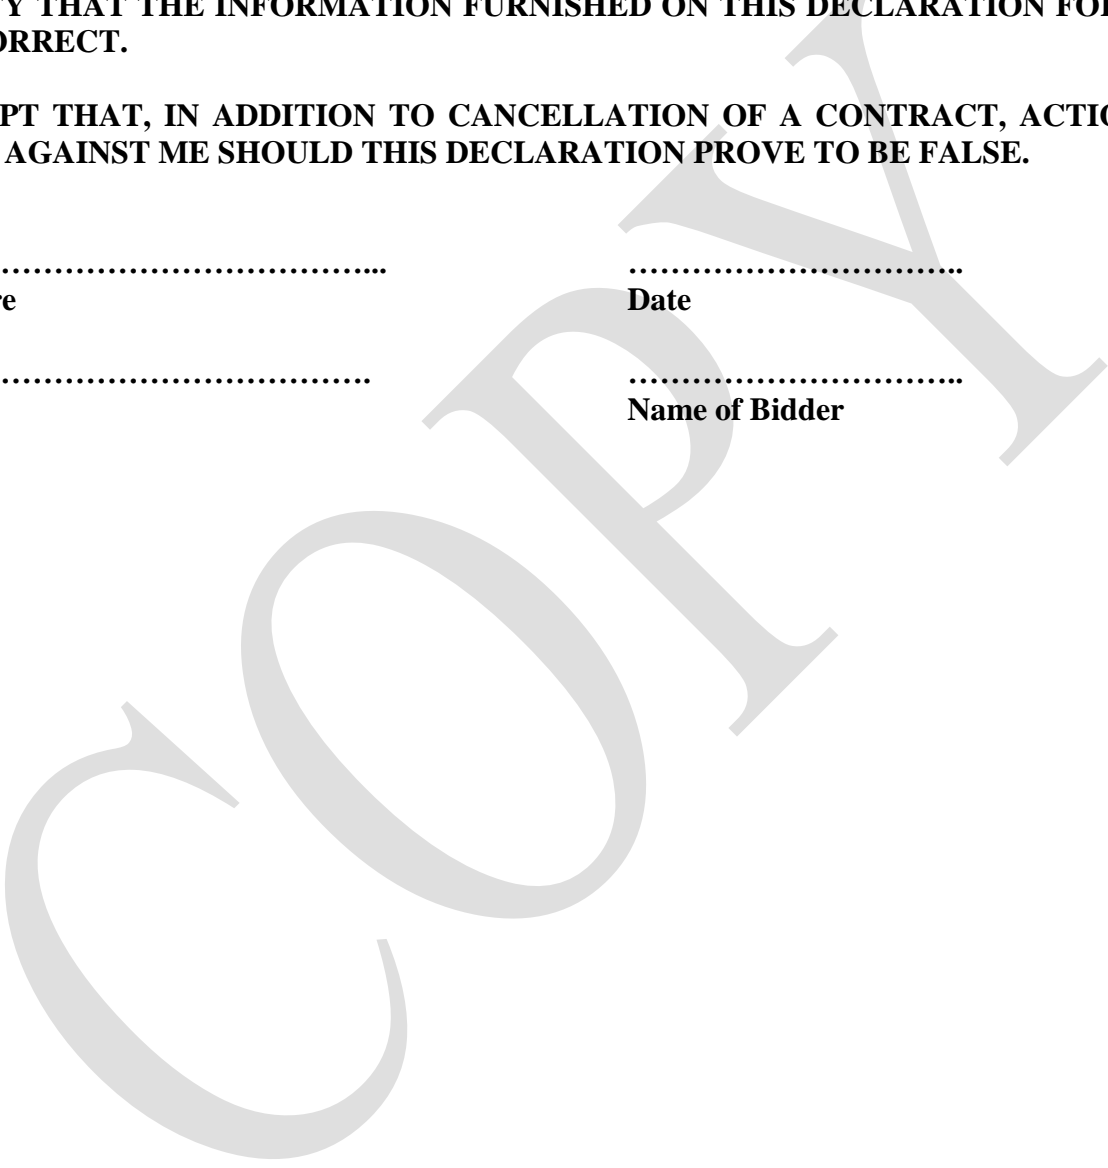 Y THAT THE INFORMATION FURNISHED ON THIS DECLARATION FO
ORRECT.
PT THAT, IN ADDITION TO CANCELLATION OF A CONTRACT, ACTIO
AGAINST ME SHOULD THIS DECLARATION PROVE TO BE FALSE.
………………………………... …………………………..
re Date
………………………………. …………………………..
Name of Bidder
COPY